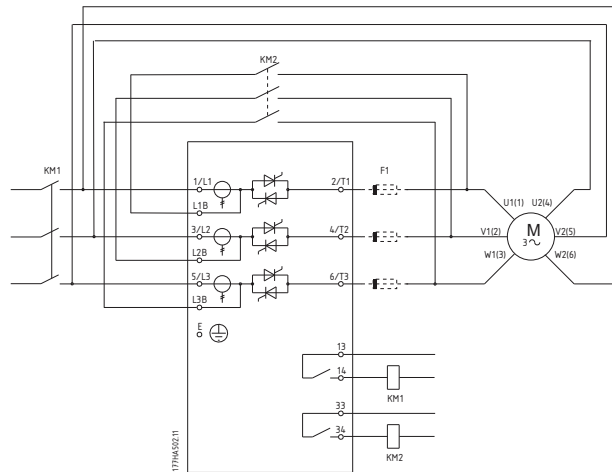 KM2
KM1
1/L1
2/T1
F1
U1(1)
U2(4)
L1B
3/L2
4/T2
V1(2)
M
3~
V2(5)
L2B
W1(3)
W2(6)
5/L3
6/T3
L3B
E
13
14
KM1
33
34
KM2
177HA502.11